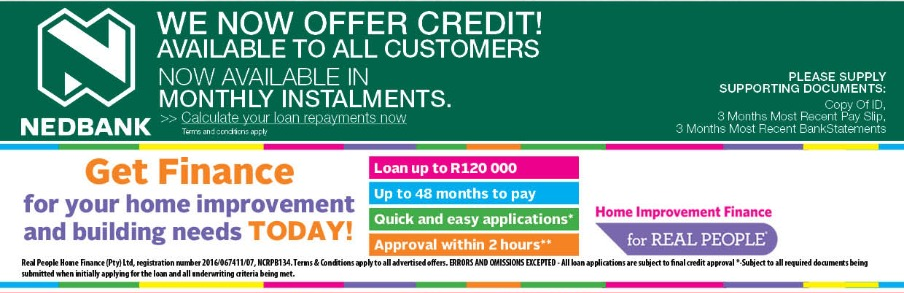 WE NOW OFFER CREDIT!
AVAILABLE TO ALL CUSTOMERS
NOW AVAILABLE IN
MONTHLY INSTALMENTS.
>> Calculate your loan repayments now
Terms and conditions apply
NEDBANK
PLEASE SUPPLY
SUPPORTING DOCUMENTS:
Copy Of ID,
3 Months Most Recent Pay Slip,
3 Months Most Recent BankStatements
Get Finance
for your home improvement
and building needs TODAY!
Loan up to R120 000
Up to 48 months to pay
Quick and easy applications*
Approval within 2 hours**
Home Improvement Finance
for REAL PEOPLE*
Real People Home Finance (Pty) Ltd, registration number 2016/067411/07, NCRPB134. Terms & Conditions apply to all advertised offers. ERRORS AND OMISSIONS EXCEPTED - All loan applications are subject to final credit approval *-Subject to all required documents being
submitted when initially applying for the loan and all underwriting criteria being met.